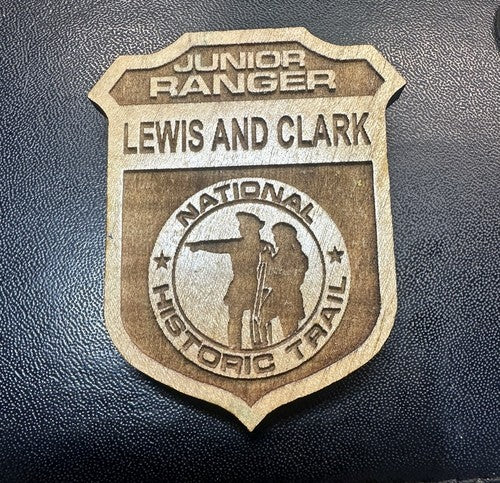 JUNIOR
RANGER
LEWIS AND CLARK
NATIONAL
HISTORIC TRAIL